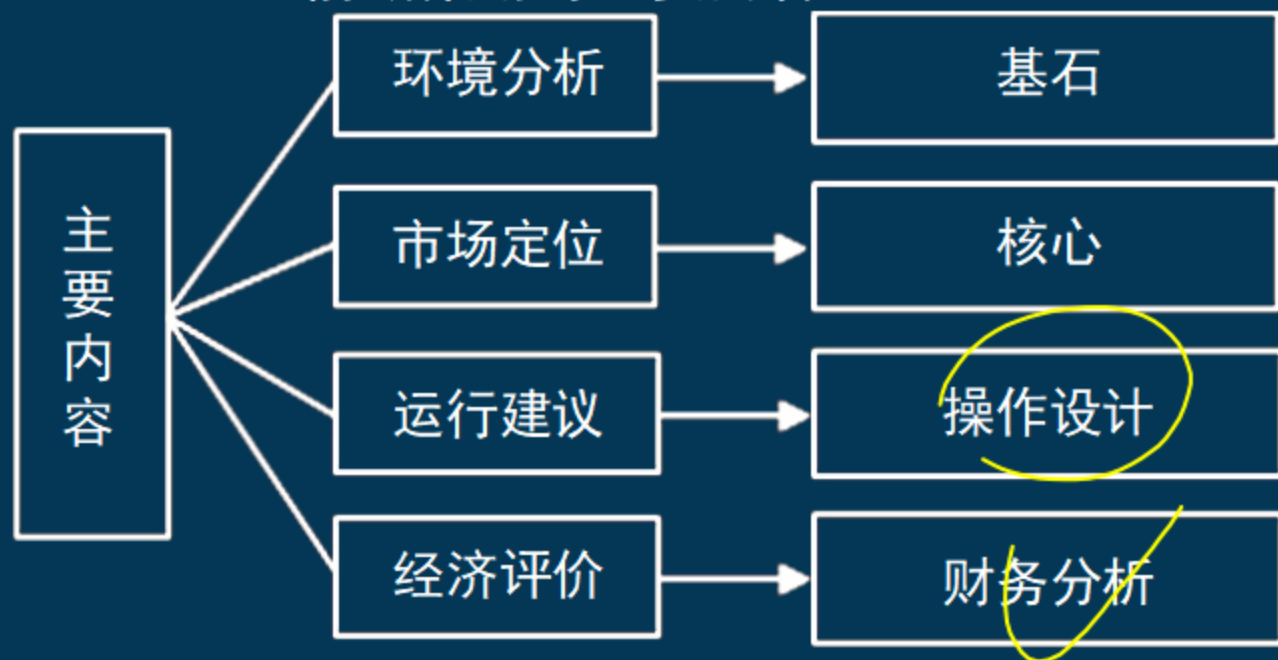 主要内容
环境分析
基石
市场定位
核心
运行建议
操作设计
经济评价
财务分析